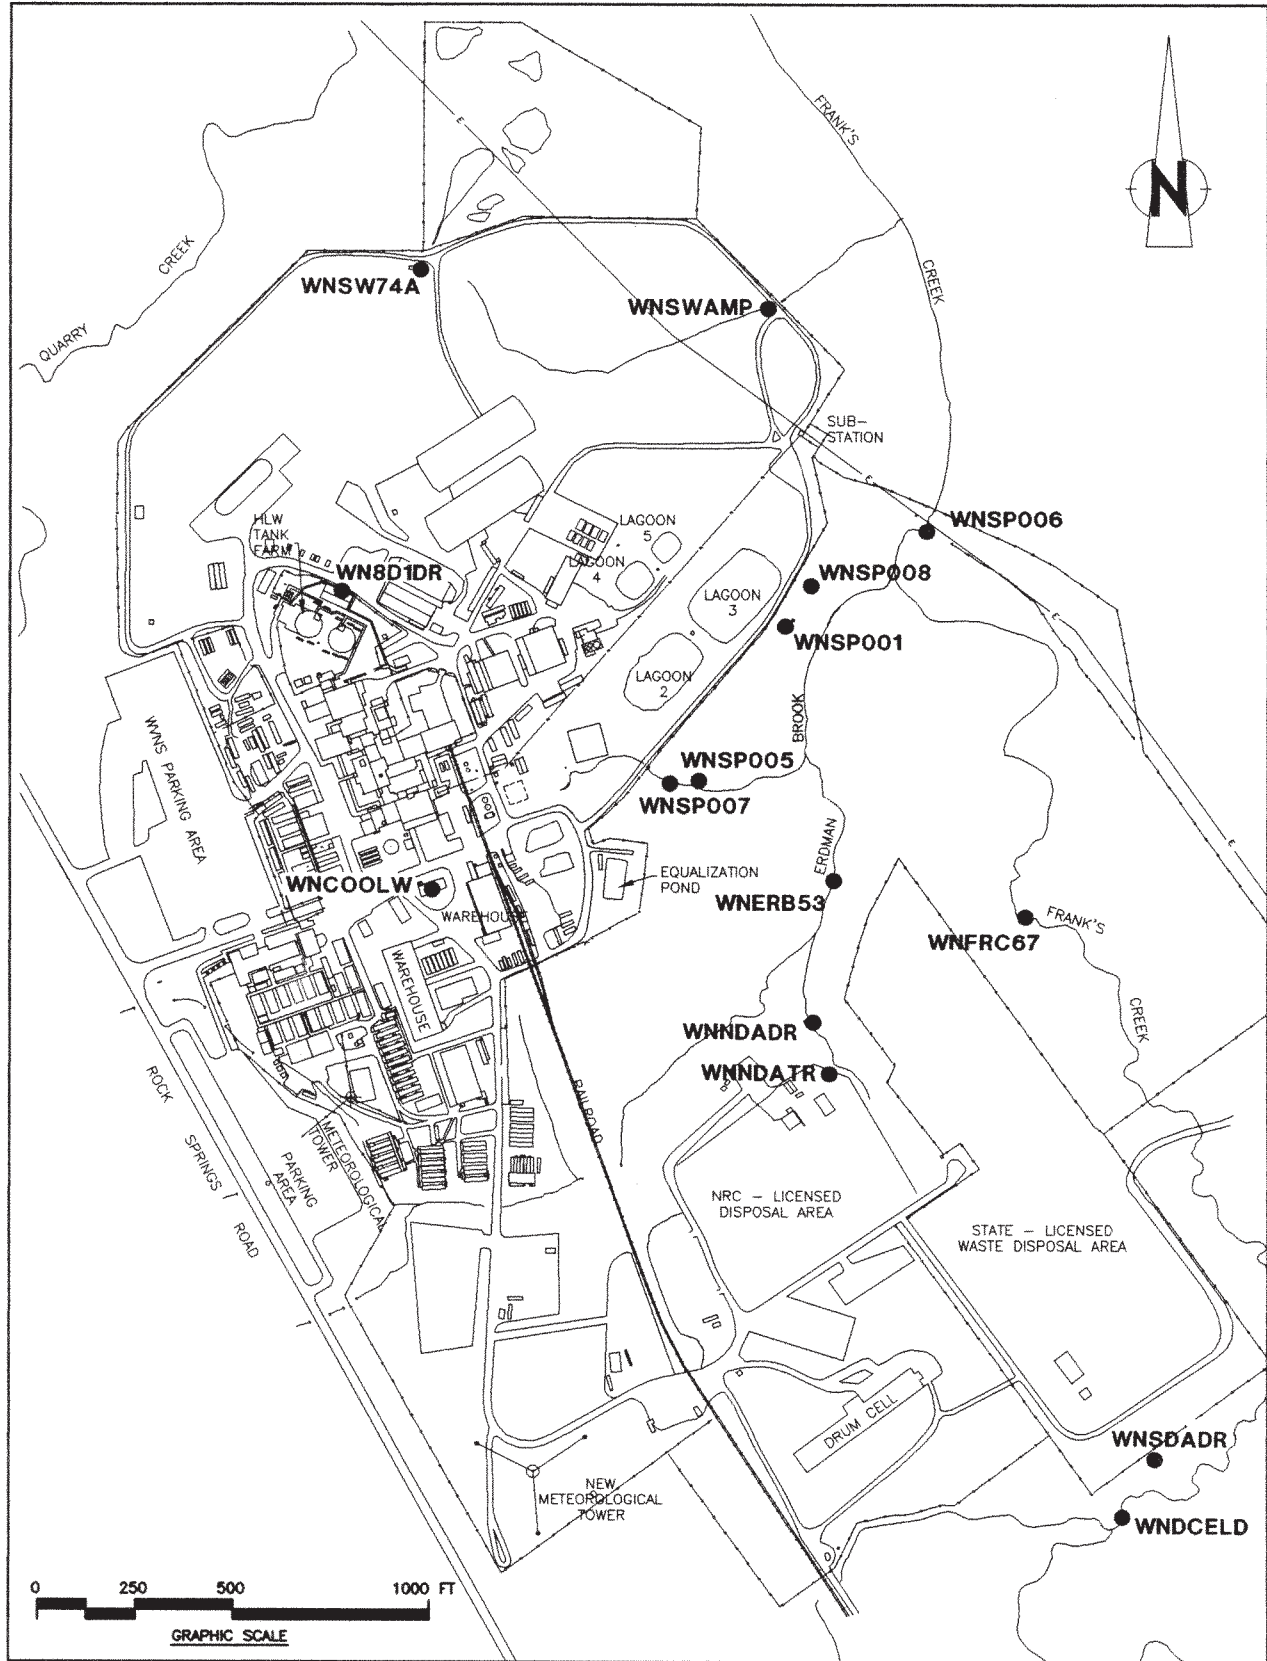 FRANK'S
CREEK
N
QUARRY
CREEK
WNSW74A
WNSWAMP
E
SUB-
STATION
E
HLW
TANK
FARM
LAGOON
5
LAGOON
4
WNSP006
WN8D1DR
WNSP008
LAGOON
3
WNSP001
E
LAGOON
2
BROOK
WVNS PARKING AREA
WNSP005
WNSP007
ERDMAN
E
EQUALIZATION
POND
WNCOOLW
WAREHOUSE
WNERB53
FRANK'S
CREEK
WNFRC67
WAREHOUSE
WNNDADR
WNNDATR
ROCK
SPRINGS
ROAD
T
T
T
RAILROAD
METEOROLOGICAL
TOWER
PARKING
AREA
NRC – LICENSED
DISPOSAL AREA
STATE – LICENSED
WASTE DISPOSAL AREA
DRUM CELL
WNSDADR
NEW
METEOROLOGICAL
TOWER
WNDCELD
0 250 500 1000 FT
GRAPHIC SCALE